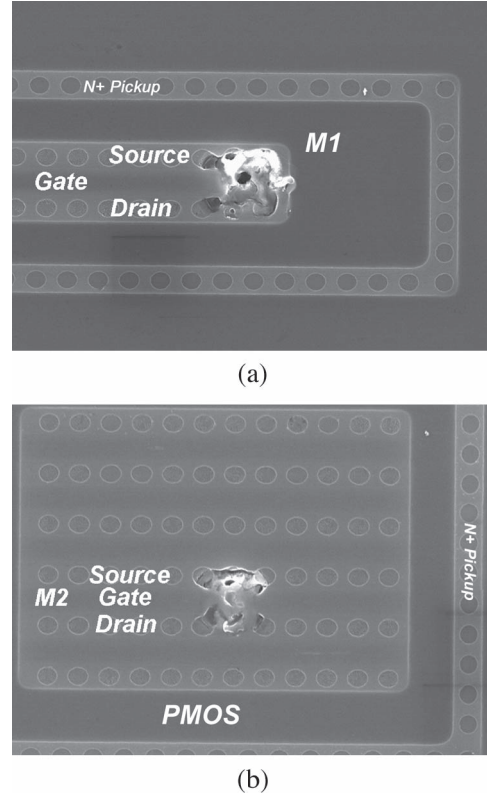 N+ Pickup
M1
Source
Gate
Drain
(a)
Source
M2 Gate
Drain
N+ Pickup
PMOS
(b)